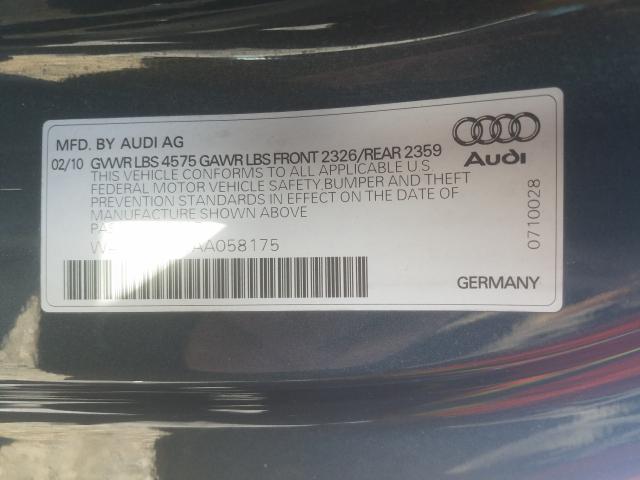 MFD. BY AUDI AG
02/10 GVWR LBS 4575 GAWR LBS FRONT 2326/REAR 2359
THIS VEHICLE CONFORMS TO ALL APPLICABLE U S
FEDERAL MOTOR VEHICLE SAFETY, BUMPER AND THEFT
PREVENTION STANDARDS IN EFFECT ON THE DATE OF
MANUFACTURE SHOWN ABOVE
AA058175
Audi
0710028
GERMANY